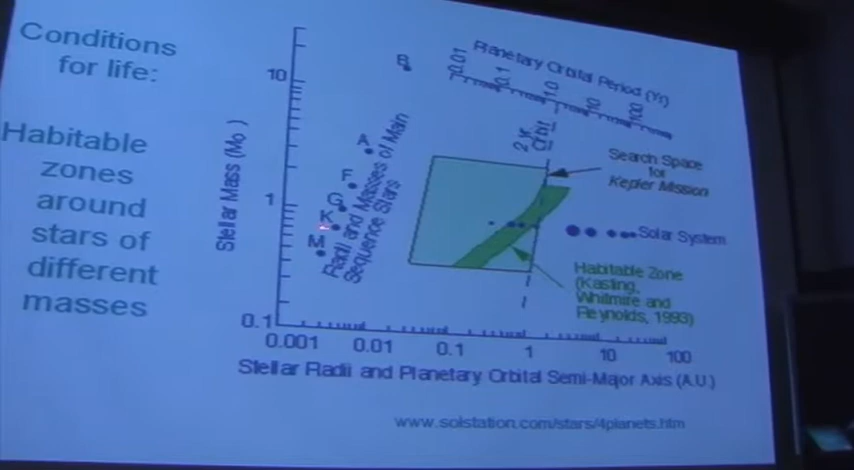 Conditions
for life:
Habitable
zones
around
stars of
different
masses
Planetary Orbital Period (Yr)
0.01
0.1
1.0
10
100
B
A
F
G
K
M
Radii and Masses of Main
Sequence Stars
Stellar Mass (Mo)
10
1
0.1
2 yr.
Orbit
Search Space
for
Kepler Mission
Solar System
Habitable Zone
(Kasting,
Whitmire and
Reynolds, 1993)
0.001
0.01
0.1
1
10
100
Stellar Radii and Planetary Orbital Semi-Major Axis (A.U.)
www.solstation.com/stars/4planets.htm